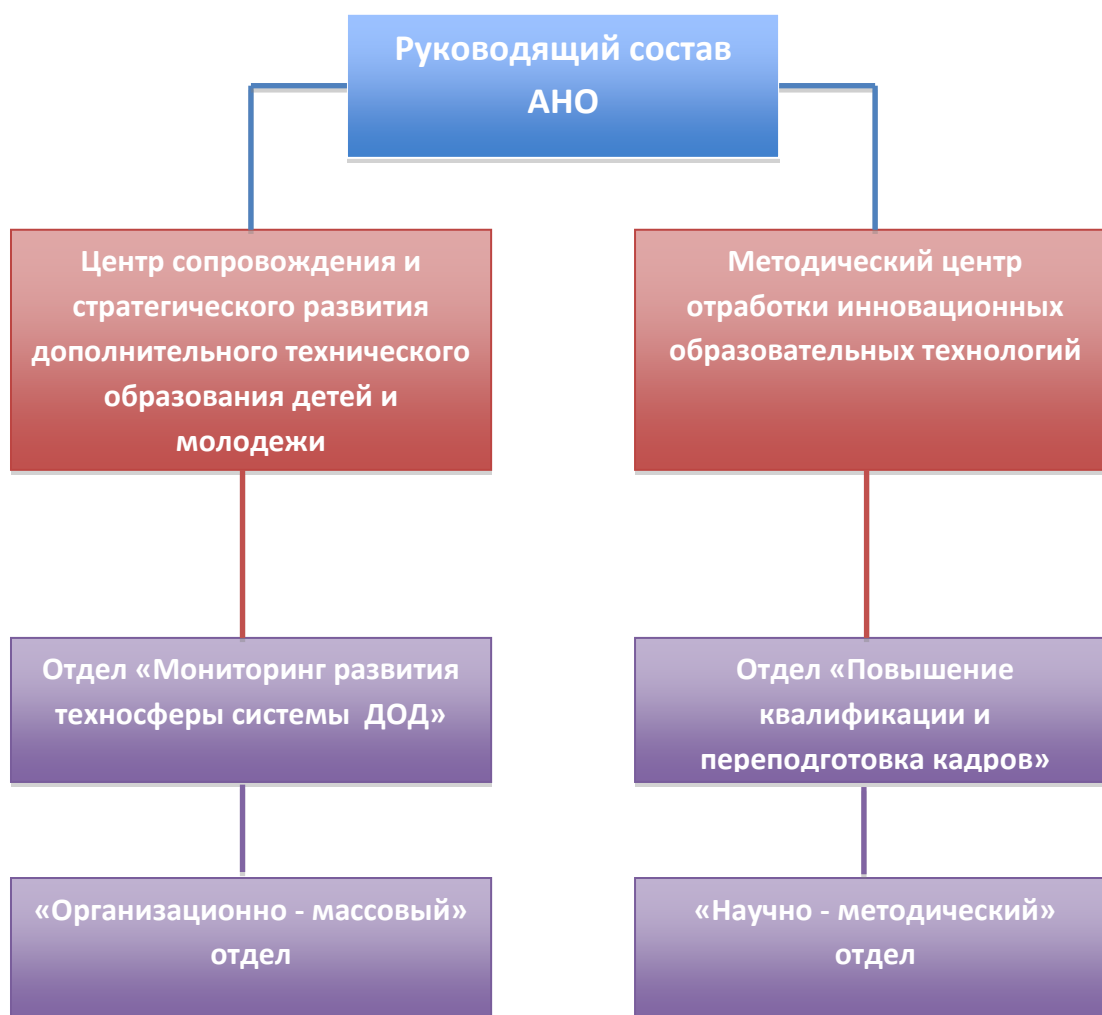 Руководящий состав
АНО
Центр сопровождения и
стратегического развития
дополнительного технического
образования детей и
молодежи
Методический центр
отработки инновационных
образовательных технологий
Отдел «Мониторинг развития
техносферы системы  ДОД»
Отдел «Повышение
квалификации и
переподготовка кадров»
«Организационно - массовый»
отдел
«Научно - методический»
отдел